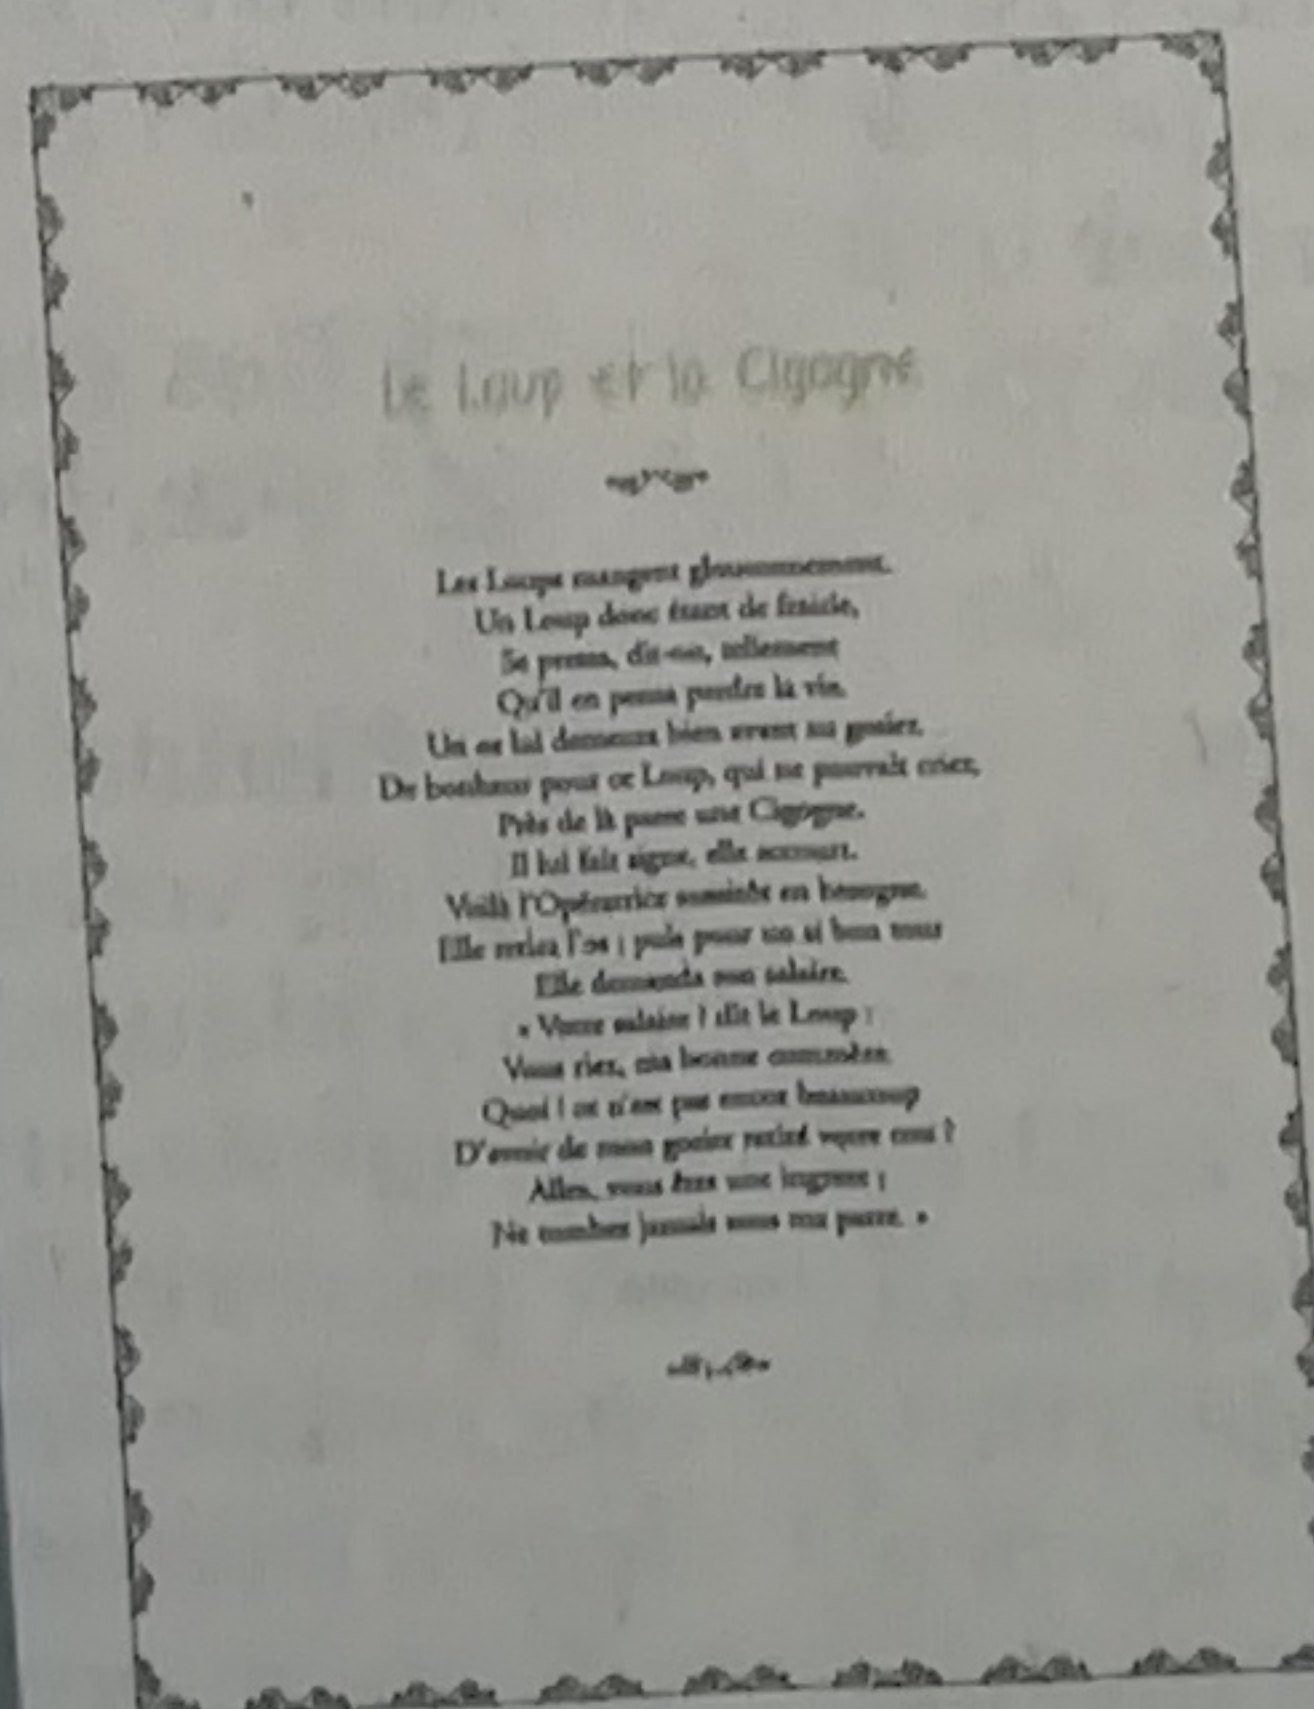 Le Loup et la Cigogne
Les Loups mangent gloutonnement.
Un Loup donc étant de frairie,
Se pressa, dit-on, tellement
Qu'il en pensa perdre la vie.
Un os lui demeura bien avant au gosier.
De bonheur pour ce Loup, qui ne pouvait crier,
Près de là passe une Cigogne.
Il lui fait signe, elle accourt.
Voilà l'Opératrice aussitôt en besogne.
Elle retira l'os ; puis pour un si bon tour
Elle demanda son salaire.
« Votre salaire ? dit le Loup :
Vous riez, ma bonne commère.
Quoi ! ce n'est pas encor beaucoup
D'avoir de mon gosier retiré votre cou ?
Allez, vous êtes une ingrate ;
Ne tombez jamais sous ma patte. »